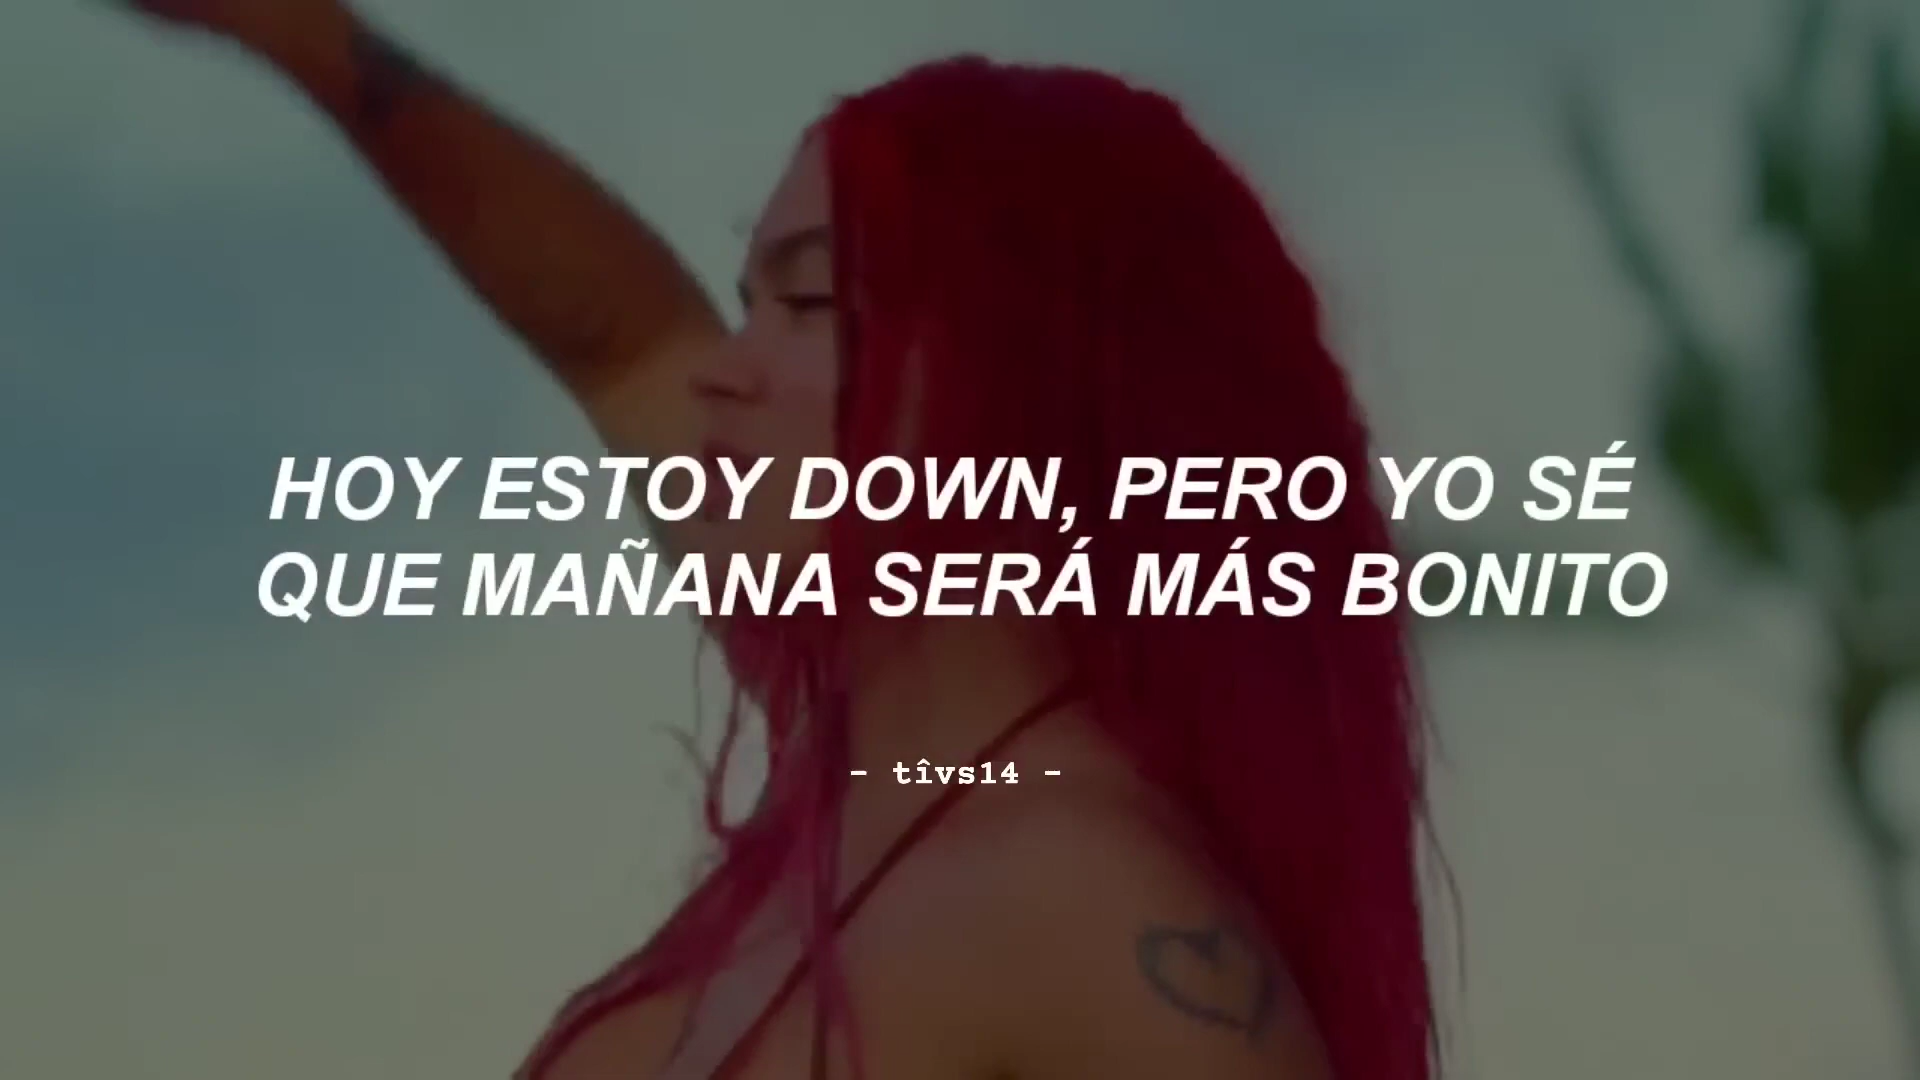 HOY ESTOY DOWN, PERO YO SÉ
QUE MAÑANA SERÁ MÁS BONITO
- tîvs14 -